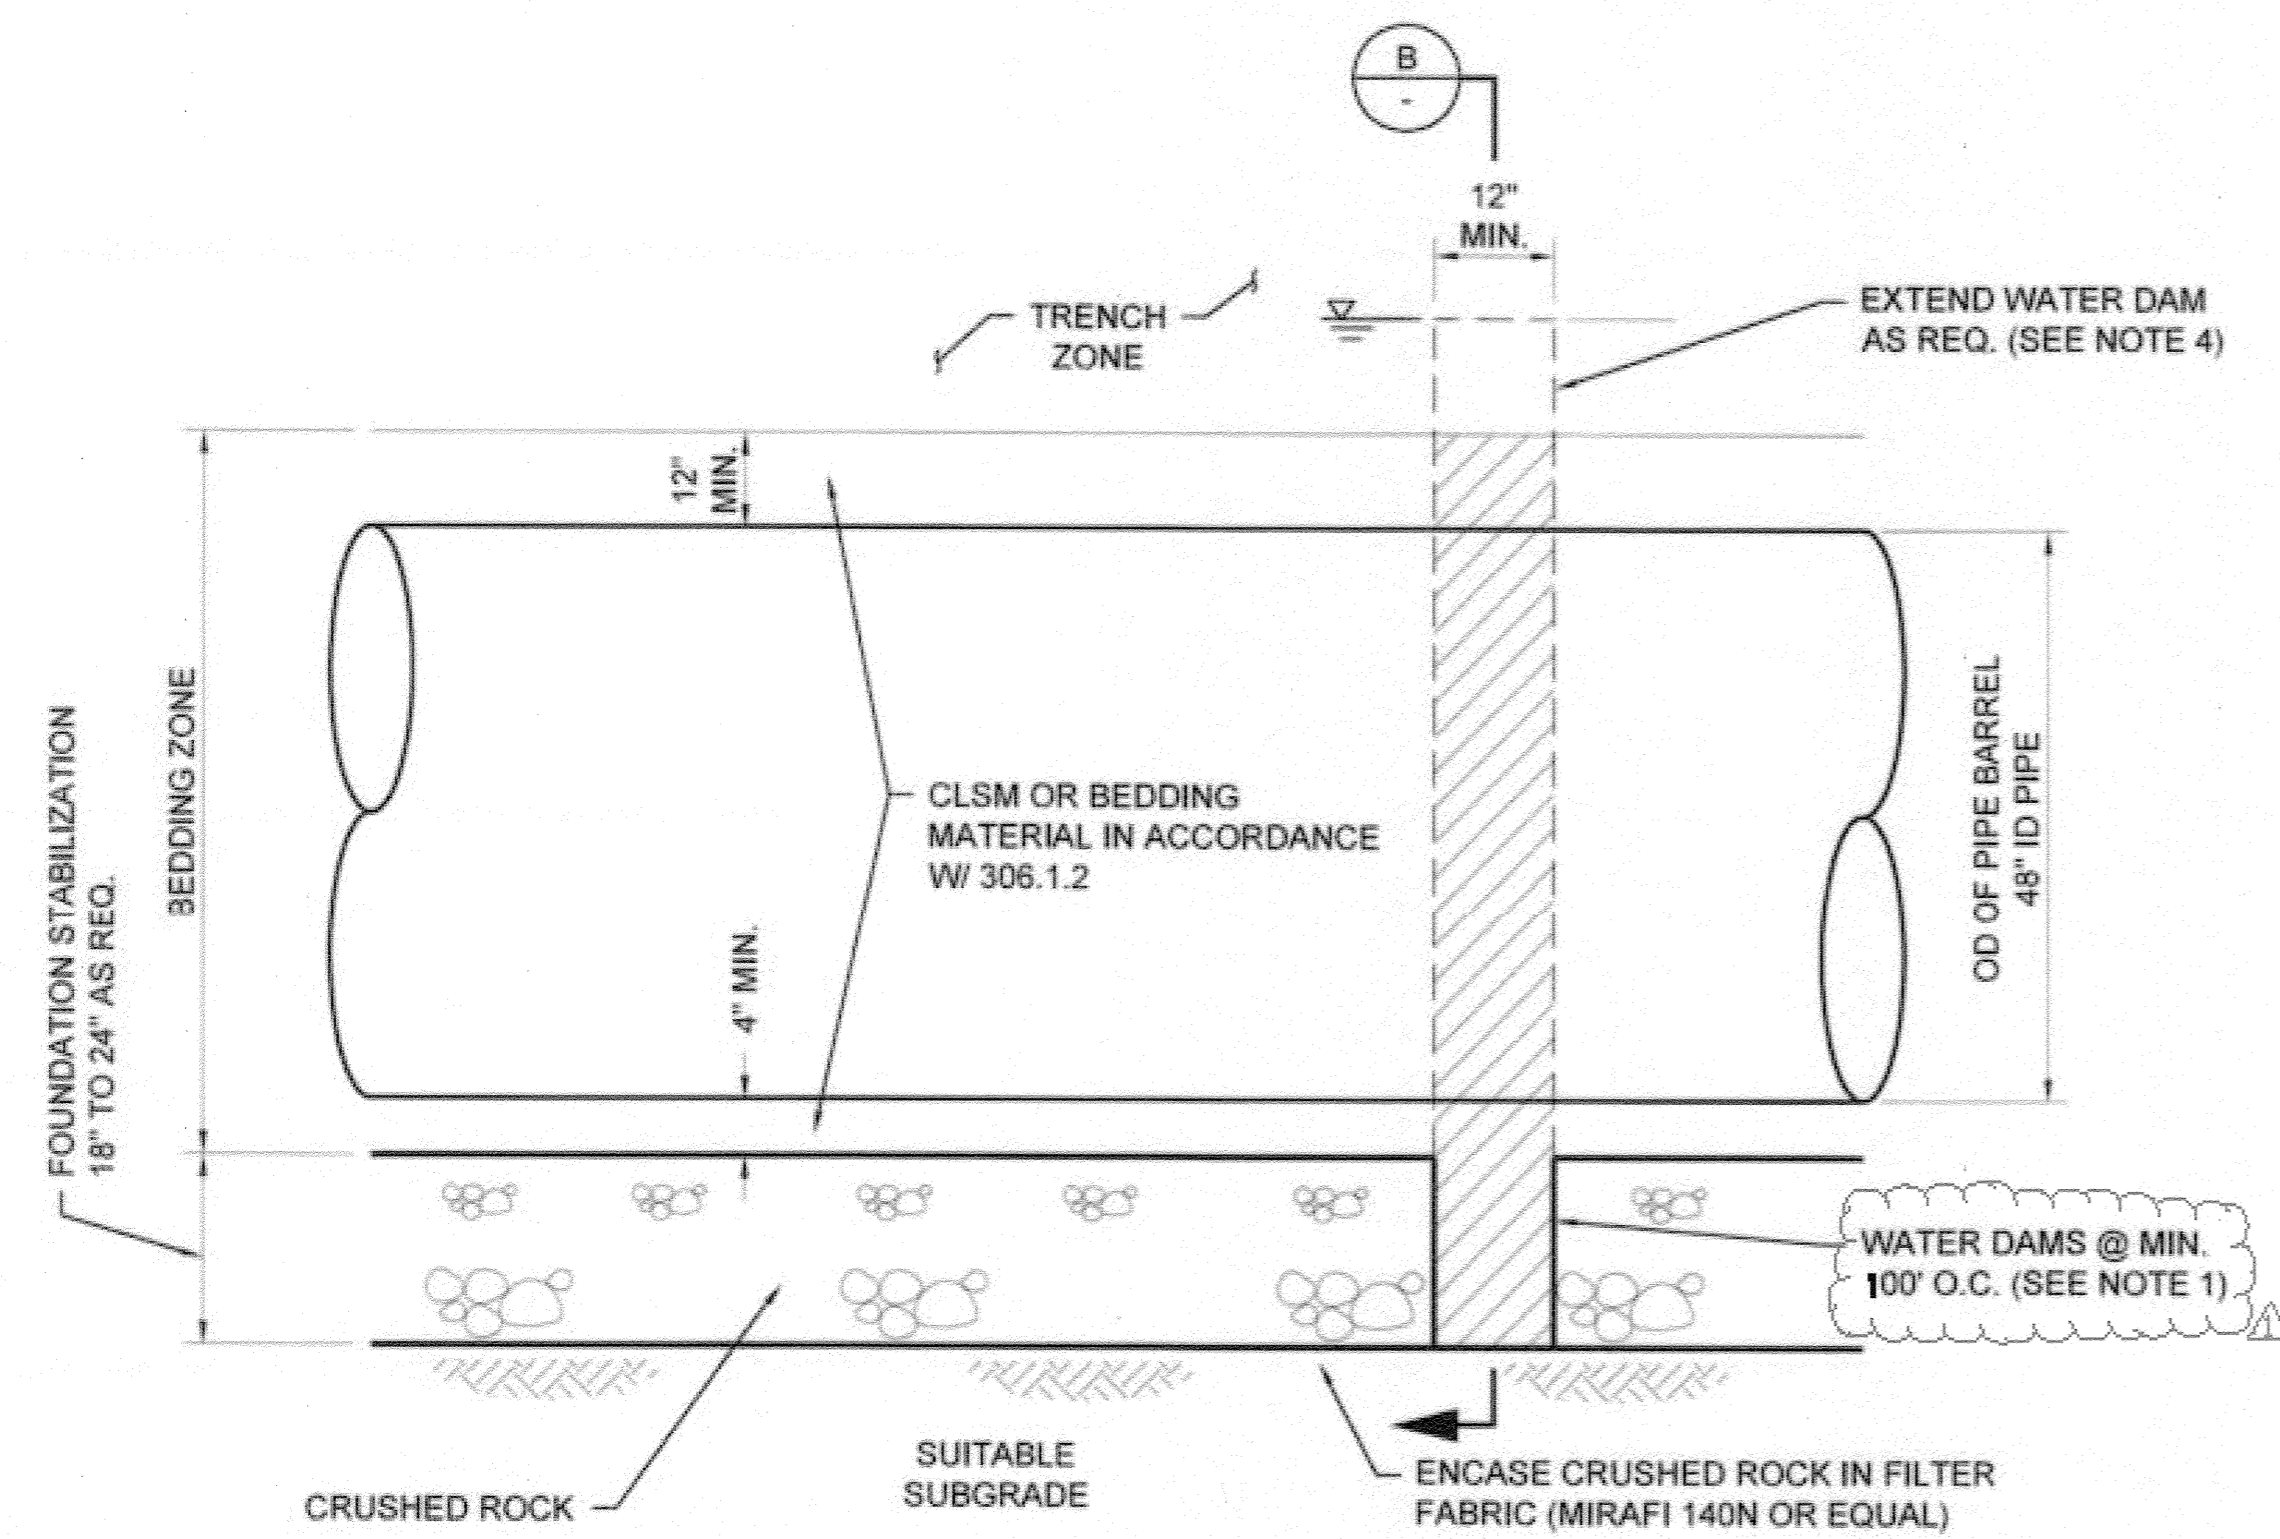 B
-
12"
MIN.
TRENCH
ZONE
EXTEND WATER DAM
AS REQ. (SEE NOTE 4)
12"
MIN.
FOUNDATION STABILIZATION
18" TO 24" AS REQ.
BEDDING ZONE
CLSM OR BEDDING
MATERIAL IN ACCORDANCE
W/ 306.1.2
4" MIN.
OD OF PIPE BARREL
48" ID PIPE
WATER DAMS @ MIN.
100' O.C. (SEE NOTE 1)
SUITABLE
SUBGRADE
CRUSHED ROCK
ENCASE CRUSHED ROCK IN FILTER
FABRIC (MIRAFI 140N OR EQUAL)